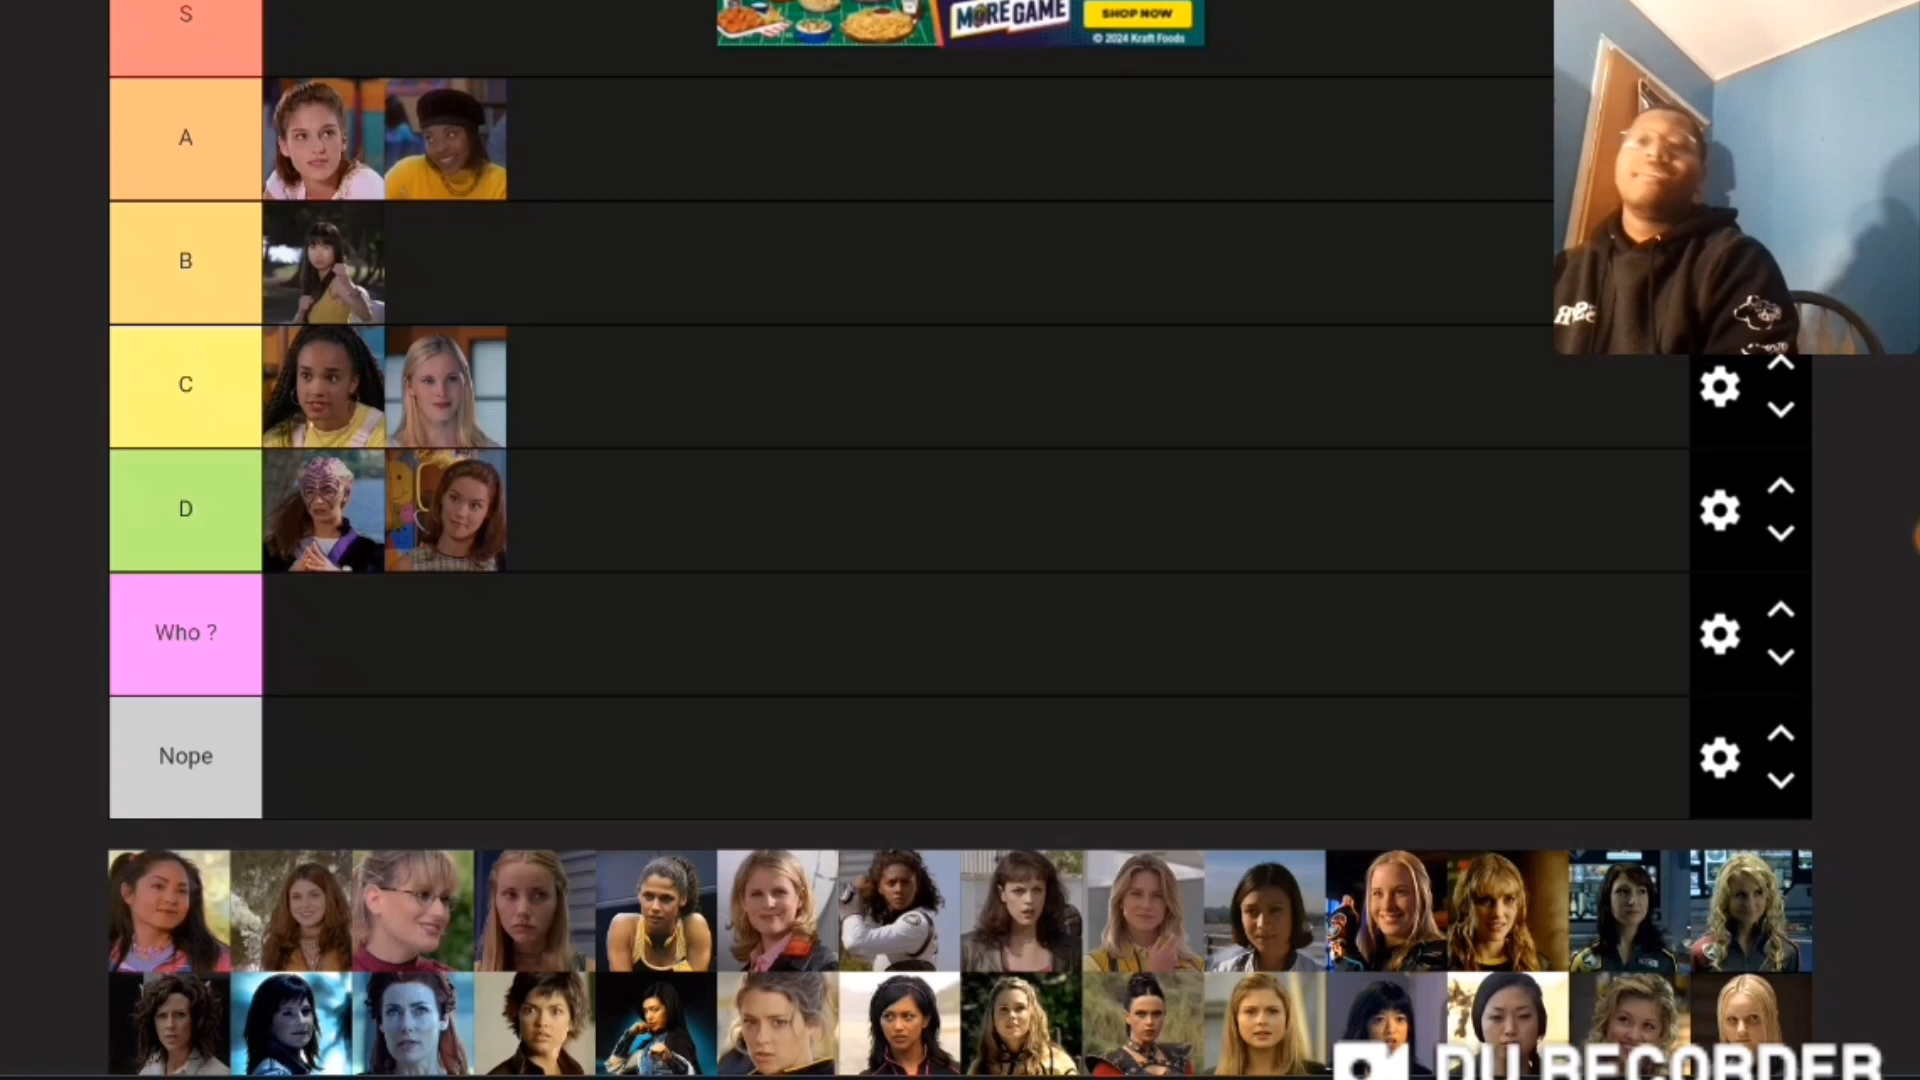 S
MORE GAME
SHOP NOW
© 2024 Kraft Foods
A
B
C
D
Who ?
Nope
DU RECORDER